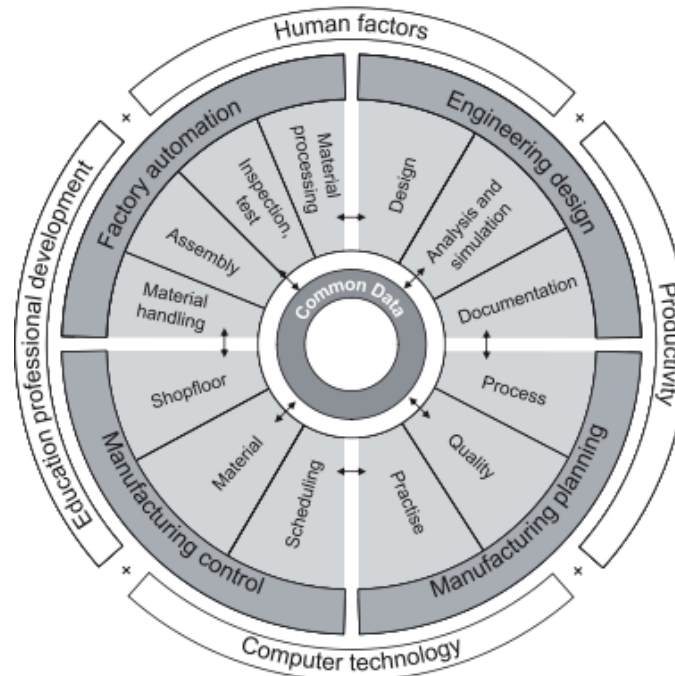 Human factors
Factory automation
Engineering design
Material
processing
Design
Inspection,
test
Analysis and
simulation
Assembly
Material
handling
Documentation
Common Data
Education professional development
Productivity
Shopfloor
Process
Material
Quality
Scheduling
Practise
Manufacturing control
Manufacturing planning
Computer technology
+
+
+
+